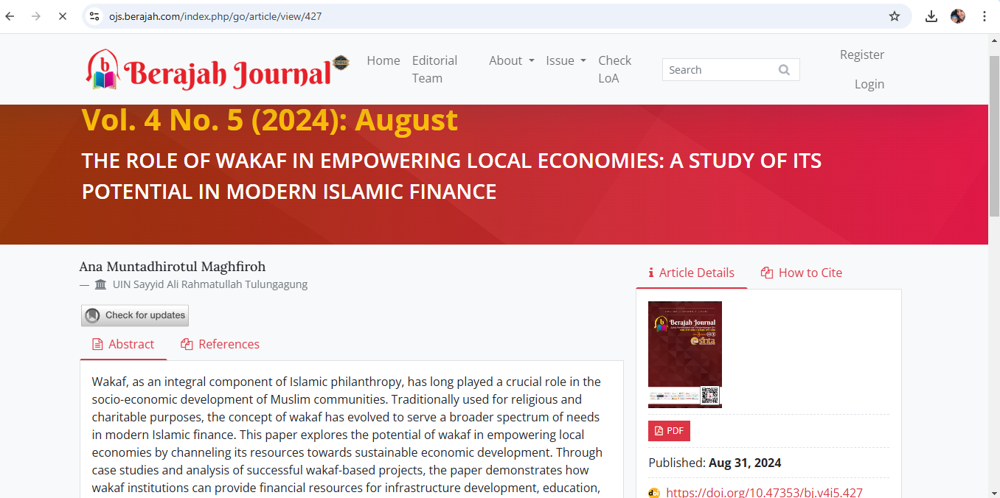 ojs.berajah.com/index.php/go/article/view/427
Berajah Journal
Home
Editorial
Team
About
Issue
Check
LoA
Search
Register
Login
Vol. 4 No. 5 (2024): August
THE ROLE OF WAKAF IN EMPOWERING LOCAL ECONOMIES: A STUDY OF ITS
POTENTIAL IN MODERN ISLAMIC FINANCE
Ana Muntadhirotul Maghfiroh
— UIN Sayyid Ali Rahmatullah Tulungagung
Check for updates
Abstract
References
Wakaf, as an integral component of Islamic philanthropy, has long played a crucial role in the
socio-economic development of Muslim communities. Traditionally used for religious and
charitable purposes, the concept of wakaf has evolved to serve a broader spectrum of needs
in modern Islamic finance. This paper explores the potential of wakaf in empowering local
economies by channeling its resources towards sustainable economic development. Through
case studies and analysis of successful wakaf-based projects, the paper demonstrates how
wakaf institutions can provide financial resources for infrastructure development, education,
Article Details
How to Cite
Berajah Journal
sinta
PDF
Published: Aug 31, 2024
https://doi.org/10.47353/bj.v4i5.427